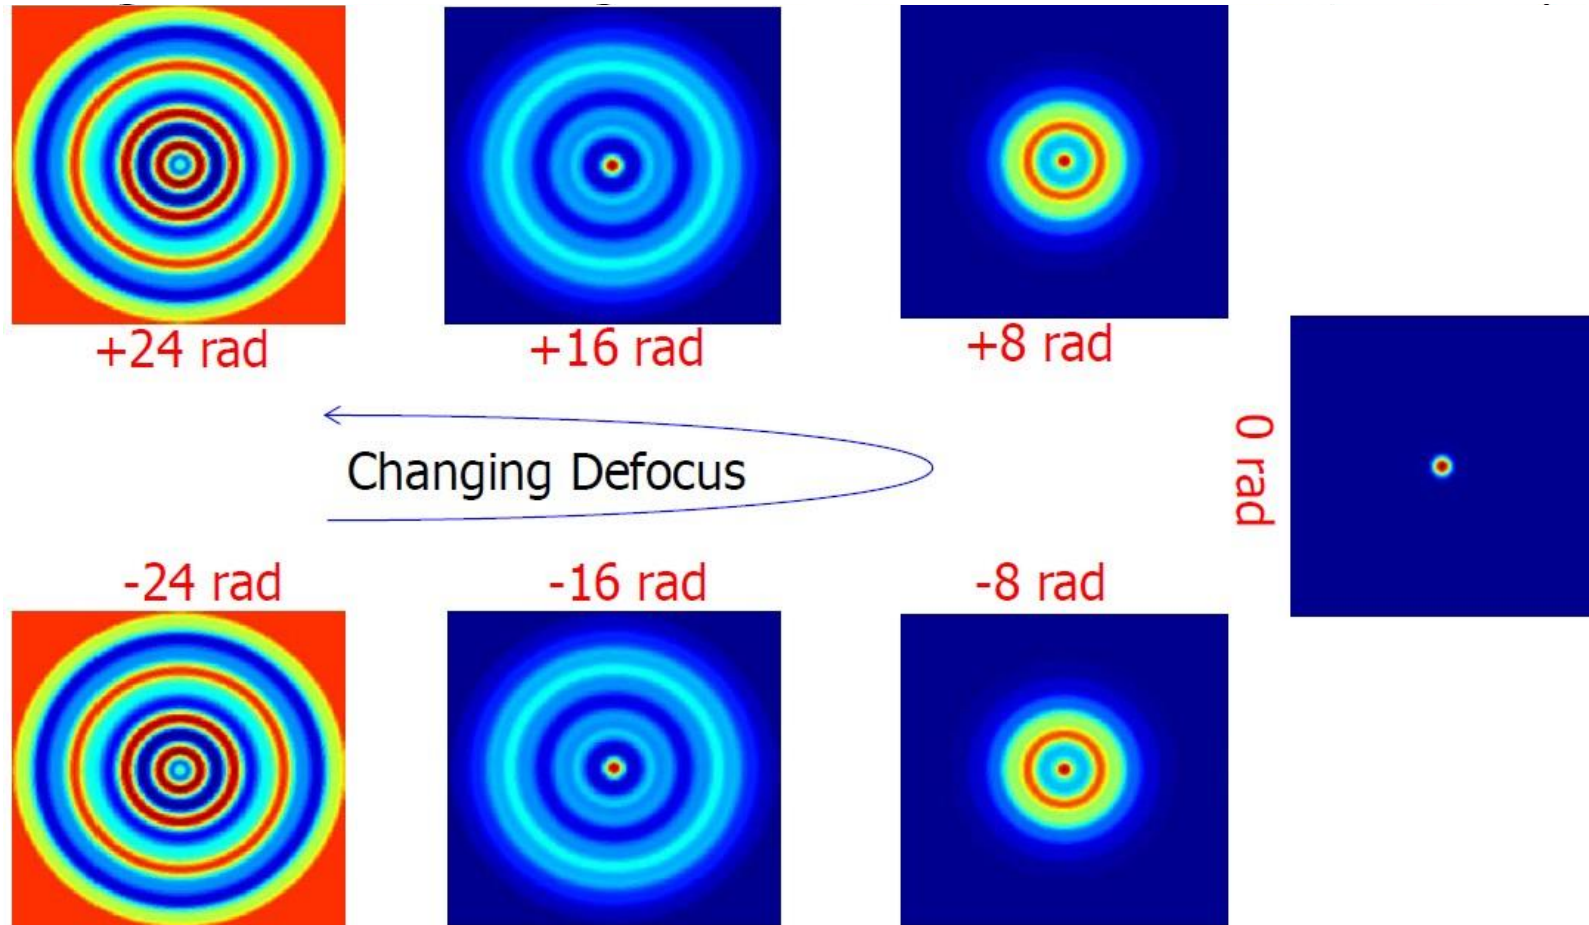 +24 rad
+16 rad
+8 rad
0 rad
Changing Defocus
-24 rad
-16 rad
-8 rad